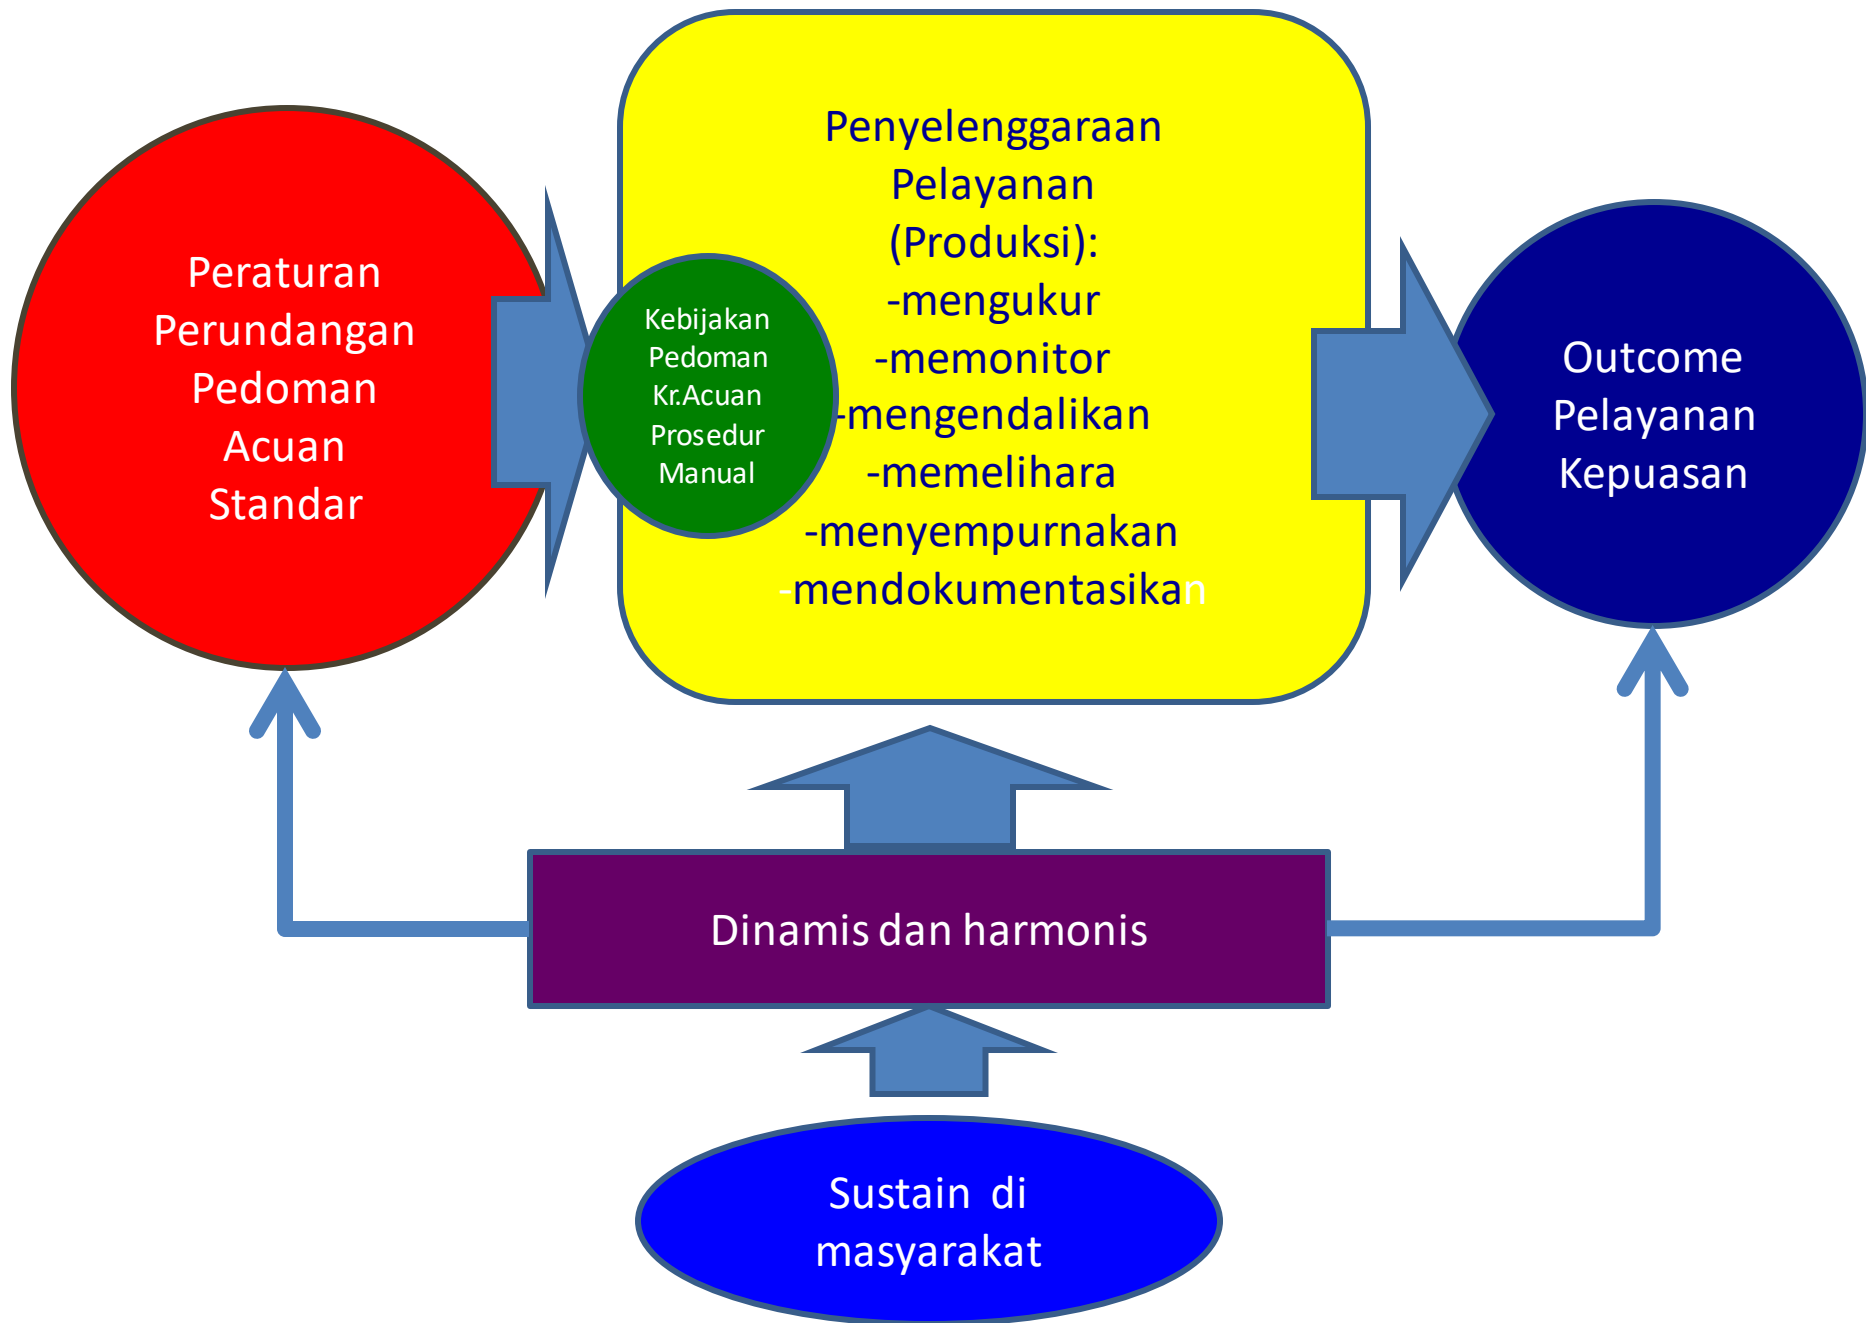 Peraturan
Perundangan
Pedoman
Acuan
Standar
Kebijakan
Pedoman
Kr.Acuan
Prosedur
Manual
Penyelenggaraan
Pelayanan
(Produksi):
-mengukur
-memonitor
-mengendalikan
-memelihara
-menyempurnakan
-mendokumentasikan
Outcome
Pelayanan
Kepuasan
Dinamis dan harmonis
Sustain di
masyarakat